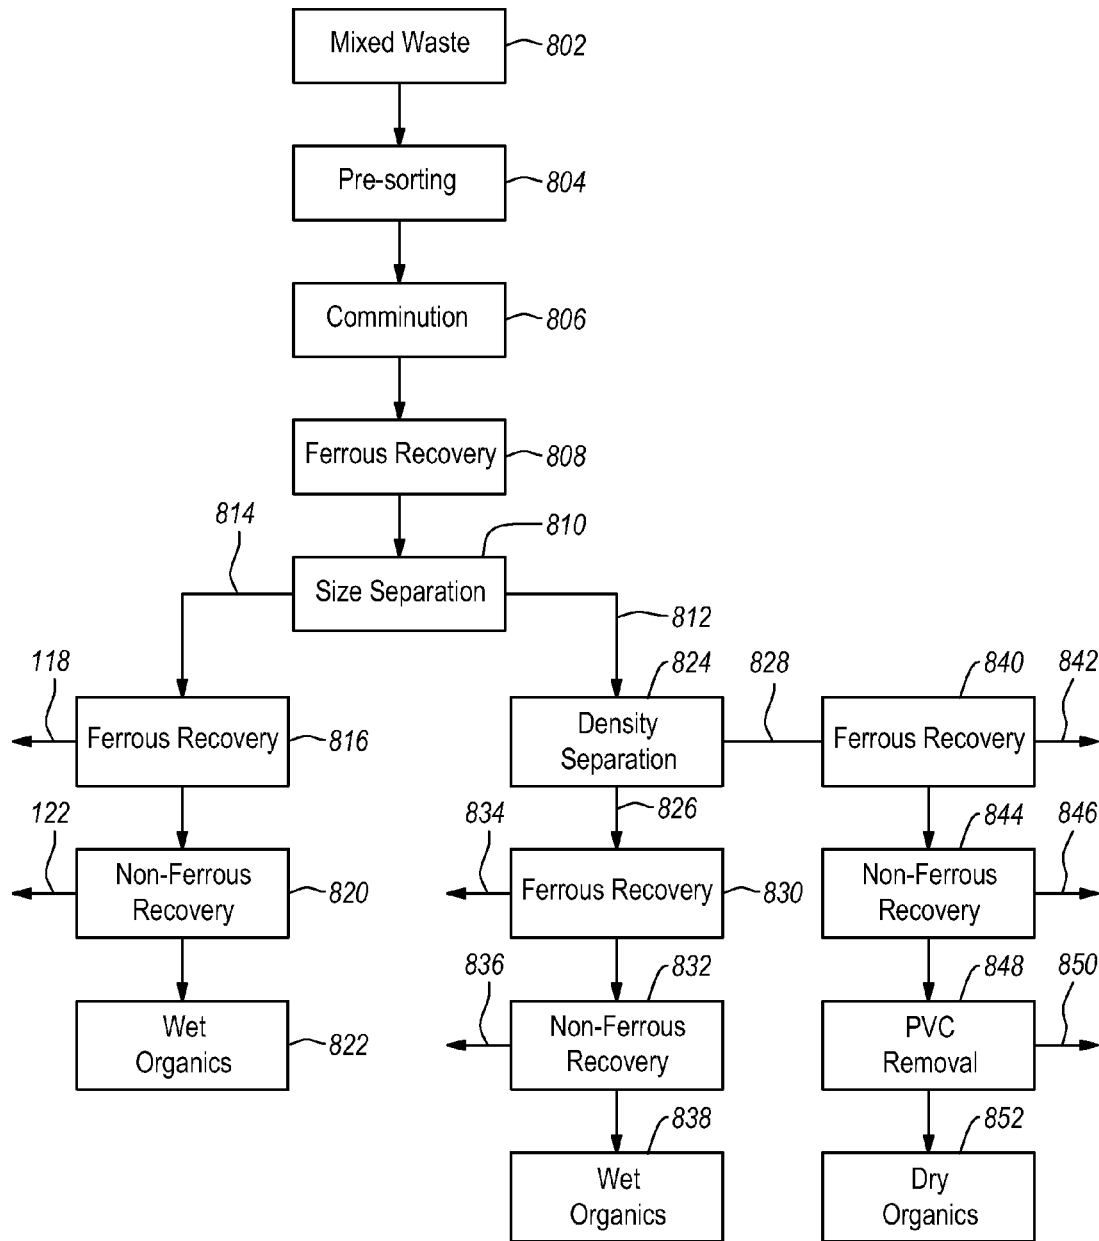 Mixed Waste
802
Pre-sorting
804
Comminution
806
Ferrous Recovery
808
814
810
Size Separation
812
118
824
828
840
842
Ferrous Recovery
816
Density
Separation
Ferrous Recovery
122
834
826
844
846
Non-Ferrous
Recovery
820
Ferrous Recovery
830
Non-Ferrous
Recovery
836
832
848
850
Wet
Organics
822
Non-Ferrous
Recovery
PVC
Removal
838
852
Wet
Organics
Dry
Organics